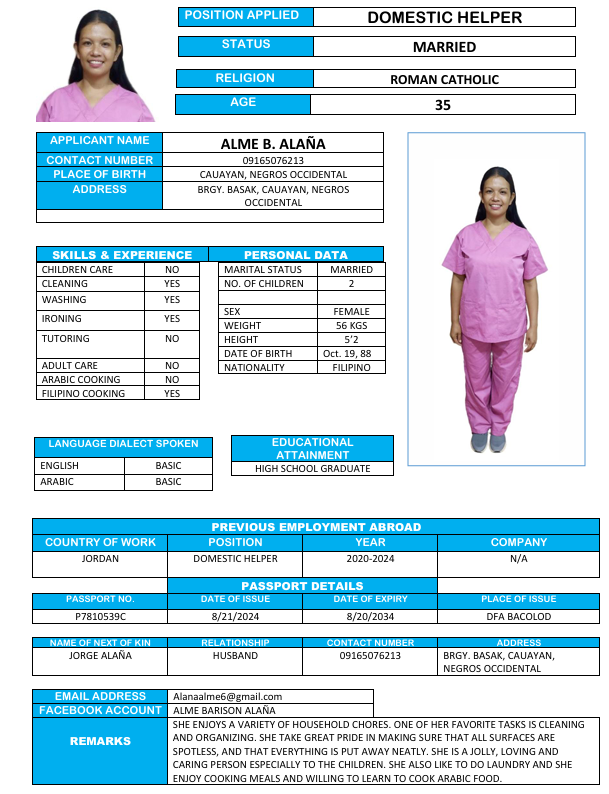 POSITION APPLIED DOMESTIC HELPER
STATUS MARRIED
RELIGION ROMAN CATHOLIC
AGE 35
APPLICANT NAME ALME B. ALAÑA
CONTACT NUMBER 09165076213
PLACE OF BIRTH CAUAYAN, NEGROS OCCIDENTAL
ADDRESS BRGY. BASAK, CAUAYAN, NEGROS
OCCIDENTAL
SKILLS & EXPERIENCE
CHILDREN CARE NO
CLEANING YES
WASHING YES
IRONING YES
TUTORING NO
ADULT CARE NO
ARABIC COOKING NO
FILIPINO COOKING YES
PERSONAL DATA
MARITAL STATUS MARRIED
NO. OF CHILDREN 2
SEX FEMALE
WEIGHT 56 KGS
HEIGHT 5'2
DATE OF BIRTH Oct. 19, 88
NATIONALITY FILIPINO
LANGUAGE DIALECT SPOKEN
ENGLISH BASIC
ARABIC BASIC
EDUCATIONAL
ATTAINMENT
HIGH SCHOOL GRADUATE
PREVIOUS EMPLOYMENT ABROAD
COUNTRY OF WORK POSITION YEAR COMPANY
JORDAN DOMESTIC HELPER 2020-2024 N/A
PASSPORT DETAILS
PASSPORT NO. DATE OF ISSUE DATE OF EXPIRY PLACE OF ISSUE
P7810539C 8/21/2024 8/20/2034 DFA BACOLOD
NAME OF NEXT OF KIN RELATIONSHIP CONTACT NUMBER ADDRESS
JORGE ALAÑA HUSBAND 09165076213 BRGY. BASAK, CAUAYAN,
NEGROS OCCIDENTAL
EMAIL ADDRESS Alanaalme6@gmail.com
FACEBOOK ACCOUNT ALME BARISON ALAÑA
REMARKS
SHE ENJOYS A VARIETY OF HOUSEHOLD CHORES. ONE OF HER FAVORITE TASKS IS CLEANING
AND ORGANIZING. SHE TAKE GREAT PRIDE IN MAKING SURE THAT ALL SURFACES ARE
SPOTLESS, AND THAT EVERYTHING IS PUT AWAY NEATLY. SHE IS A JOLLY, LOVING AND
CARING PERSON ESPECIALLY TO THE CHILDREN. SHE ALSO LIKE TO DO LAUNDRY AND SHE
ENJOY COOKING MEALS AND WILLING TO LEARN TO COOK ARABIC FOOD.